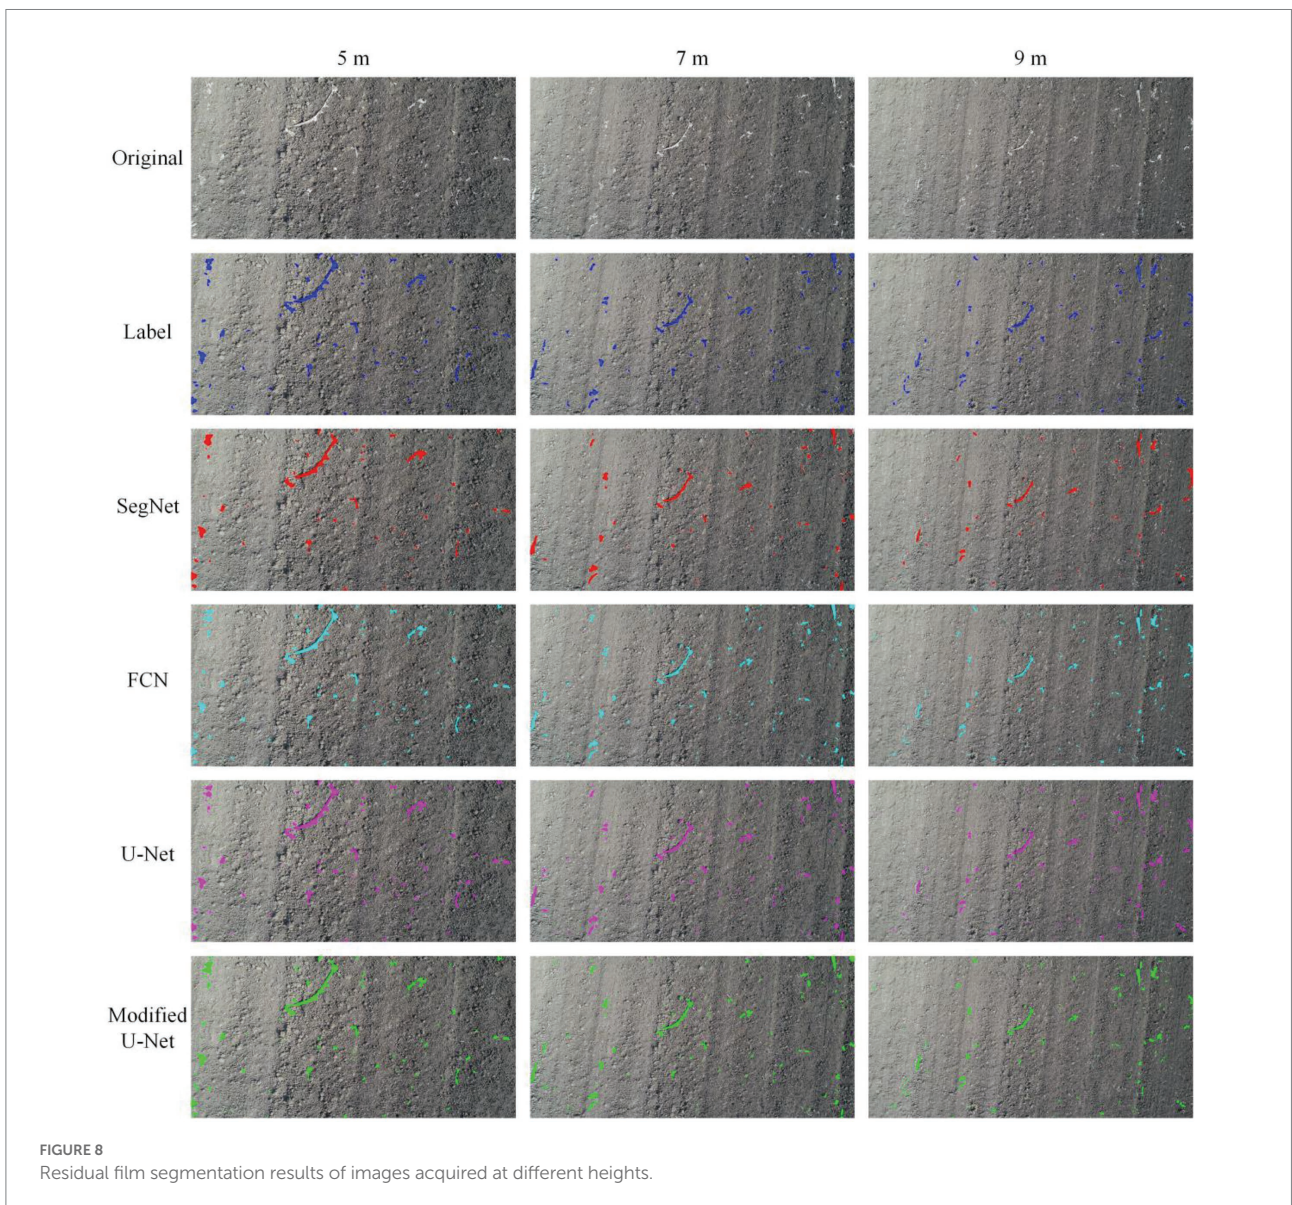 5 m
7 m
9 m
Original
Label
SegNet
FCN
U-Net
Modified
U-Net
FIGURE 8
Residual film segmentation results of images acquired at different heights.